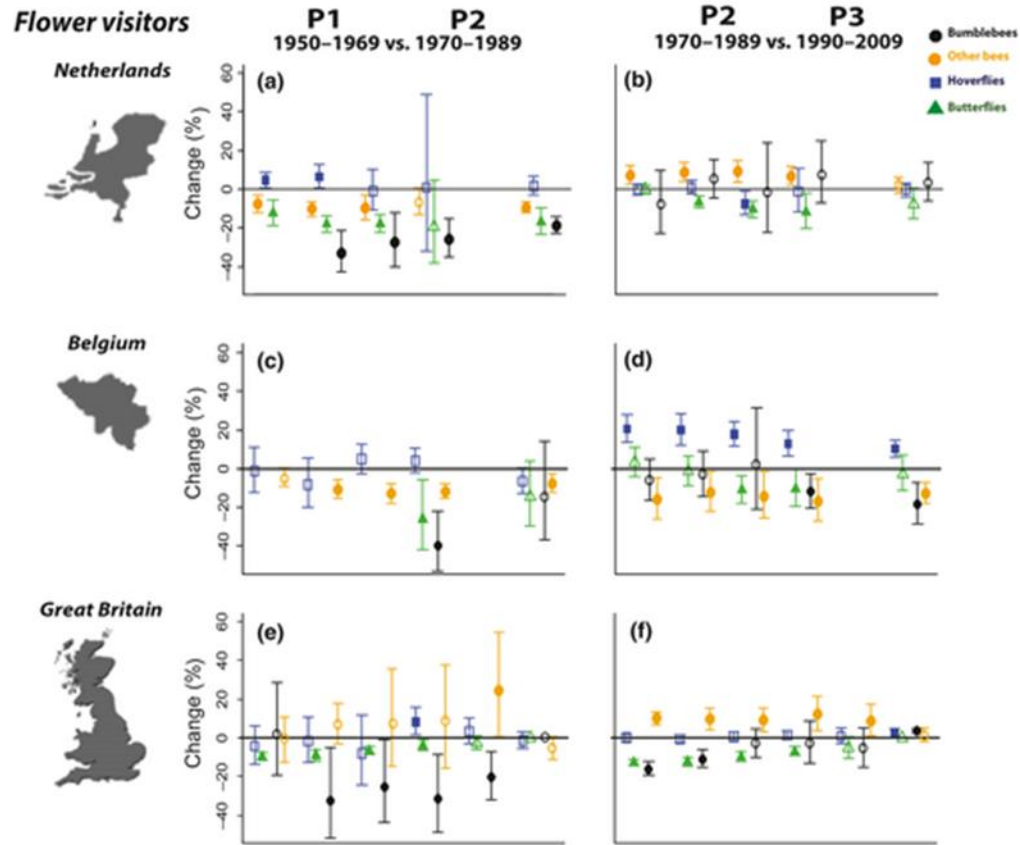 Flower visitors
P1 P2
1950–1969 vs. 1970–1989
P2 P3
1970–1989 vs. 1990–2009
Bumblebees
Other bees
Hoverflies
Butterflies
Netherlands
(a)
(b)
Change (%)
60
40
20
0
−20
−40
Belgium
(c)
(d)
Change (%)
60
40
20
0
−20
−40
Great Britain
(e)
(f)
Change (%)
60
40
20
0
−20
−40